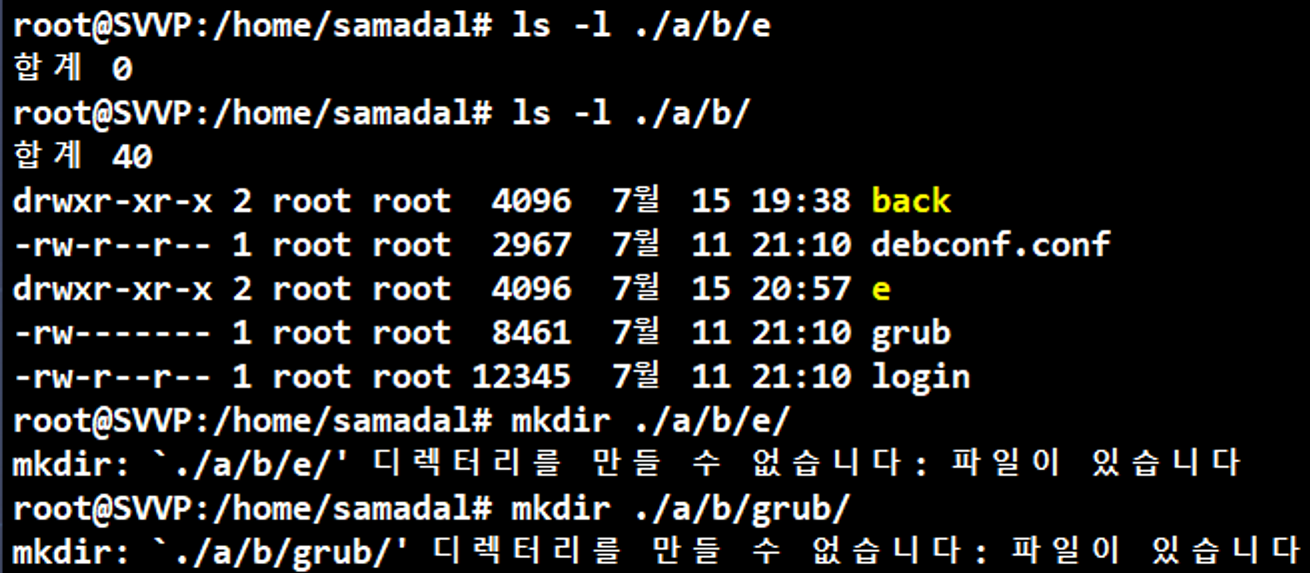 root@SVVP:/home/samadal# ls -l ./a/b/e
합계 0
root@SVVP:/home/samadal# ls -l ./a/b/
합계 40
drwxr-xr-x 2 root root  4096  7월  15 19:38 back
-rw-r--r-- 1 root root  2967  7월  11 21:10 debconf.conf
drwxr-xr-x 2 root root  4096  7월  15 20:57 e
-rw------- 1 root root  8461  7월  11 21:10 grub
-rw-r--r-- 1 root root 12345  7월  11 21:10 login
root@SVVP:/home/samadal# mkdir ./a/b/e/
mkdir: `./a/b/e/' 디렉터리를 만들 수 없습니다: 파일이 있습니다
root@SVVP:/home/samadal# mkdir ./a/b/grub/
mkdir: `./a/b/grub/' 디렉터리를 만들 수 없습니다: 파일이 있습니다